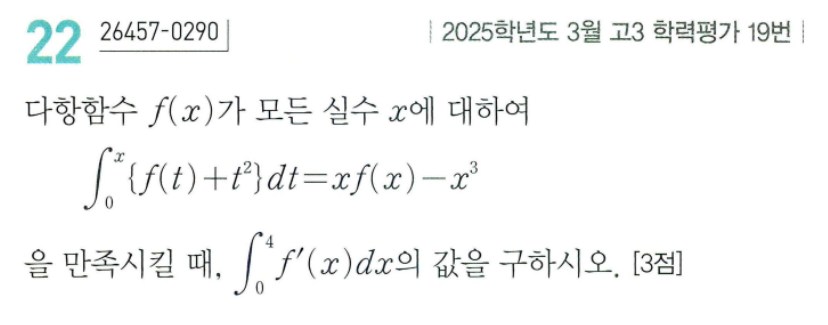 22 26457-0290 2025학년도 3월 고3 학력평가 19번
다항함수 f(x)가 모든 실수 x에 대하여
∫₀ˣ{f(t)+t²}dt=xf(x)-x³
을 만족시킬 때, ∫₀⁴f′(x)dx의 값을 구하시오. [3점]